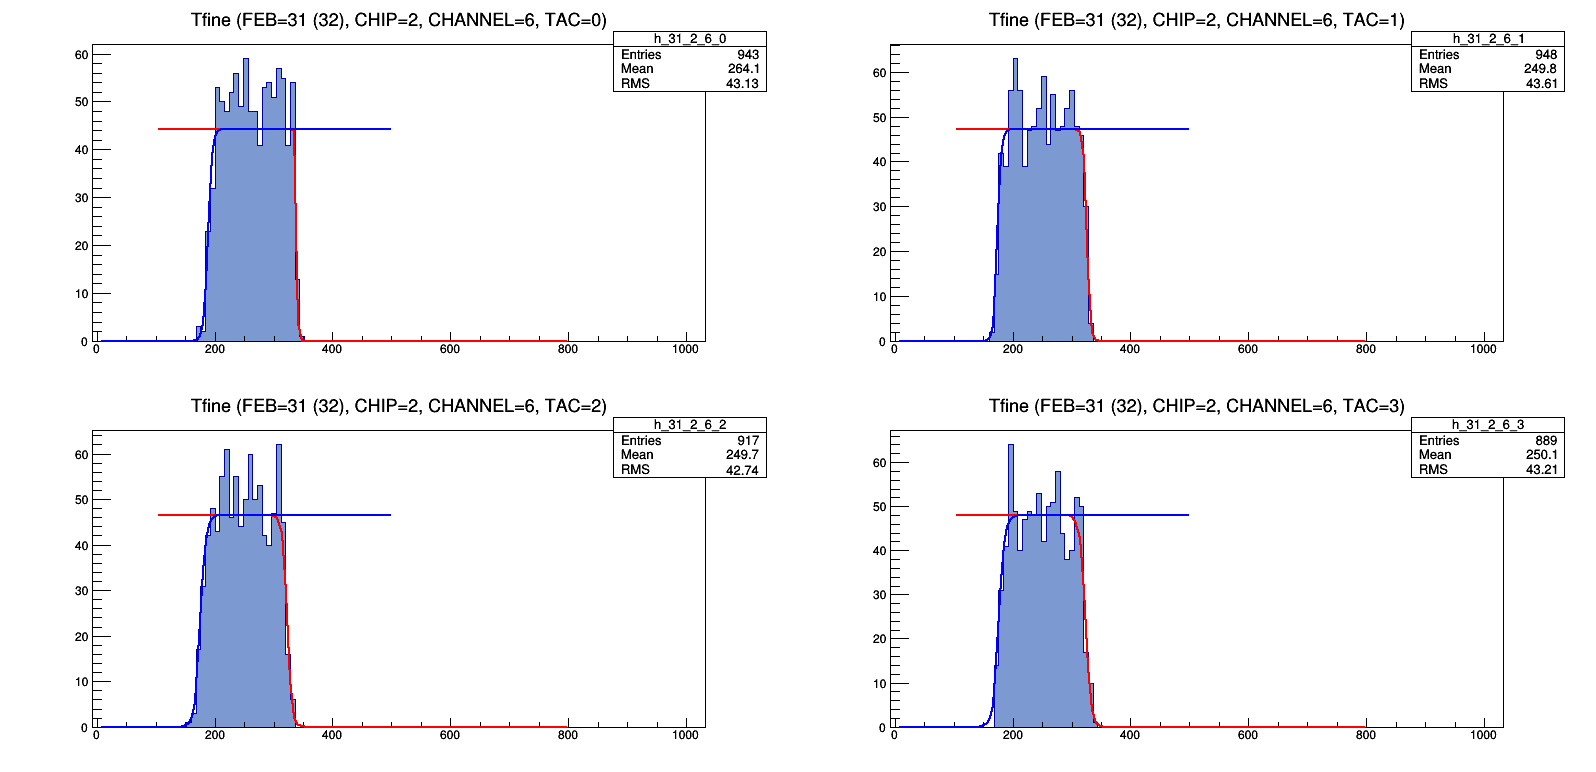 Tfine (FEB=31 (32), CHIP=2, CHANNEL=6, TAC=0)
h_31_2_6_0
Entries 943
Mean 264.1
RMS 43.13
60
50
40
30
20
10
0
0 200 400 600 800 1000
Tfine (FEB=31 (32), CHIP=2, CHANNEL=6, TAC=1)
h_31_2_6_1
Entries 948
Mean 249.8
RMS 43.61
60
50
40
30
20
10
0
0 200 400 600 800 1000
Tfine (FEB=31 (32), CHIP=2, CHANNEL=6, TAC=2)
h_31_2_6_2
Entries 917
Mean 249.7
RMS 42.74
60
50
40
30
20
10
0
0 200 400 600 800 1000
Tfine (FEB=31 (32), CHIP=2, CHANNEL=6, TAC=3)
h_31_2_6_3
Entries 889
Mean 250.1
RMS 43.21
60
50
40
30
20
10
0
0 200 400 600 800 1000